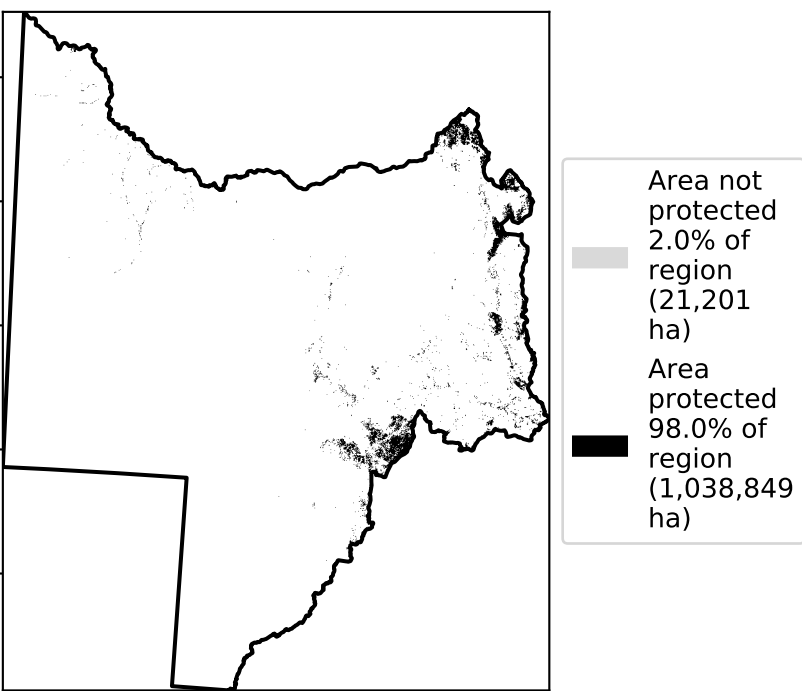 Area not
protected
2.0% of
region
(21,201
ha)
Area
protected
98.0% of
region
(1,038,849
ha)